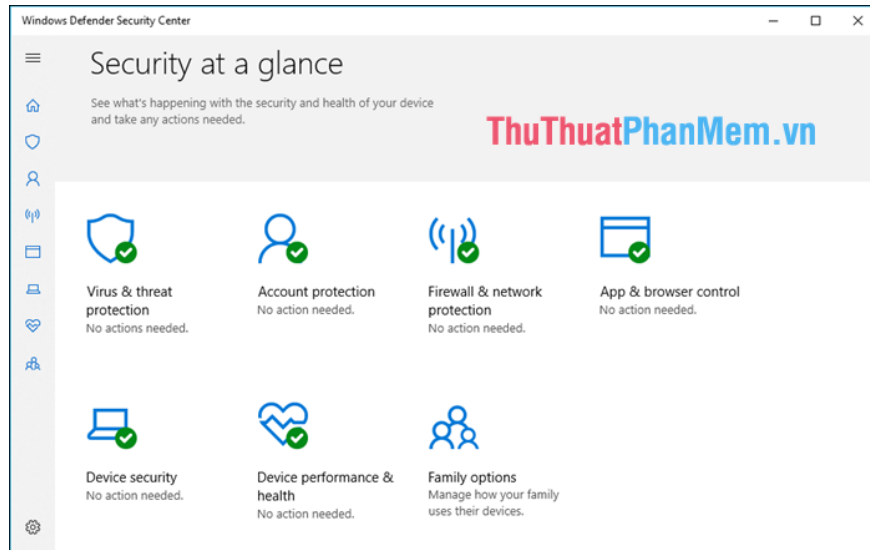 Windows Defender Security Center
Security at a glance
See what's happening with the security and health of your device
and take any actions needed.
ThuThuatPhanMem.vn
Virus & threat
protection
No actions needed.
Account protection
No action needed.
Firewall & network
protection
No action needed.
App & browser control
No action needed.
Device security
No action needed.
Device performance &
health
No action needed.
Family options
Manage how your family
uses their devices.